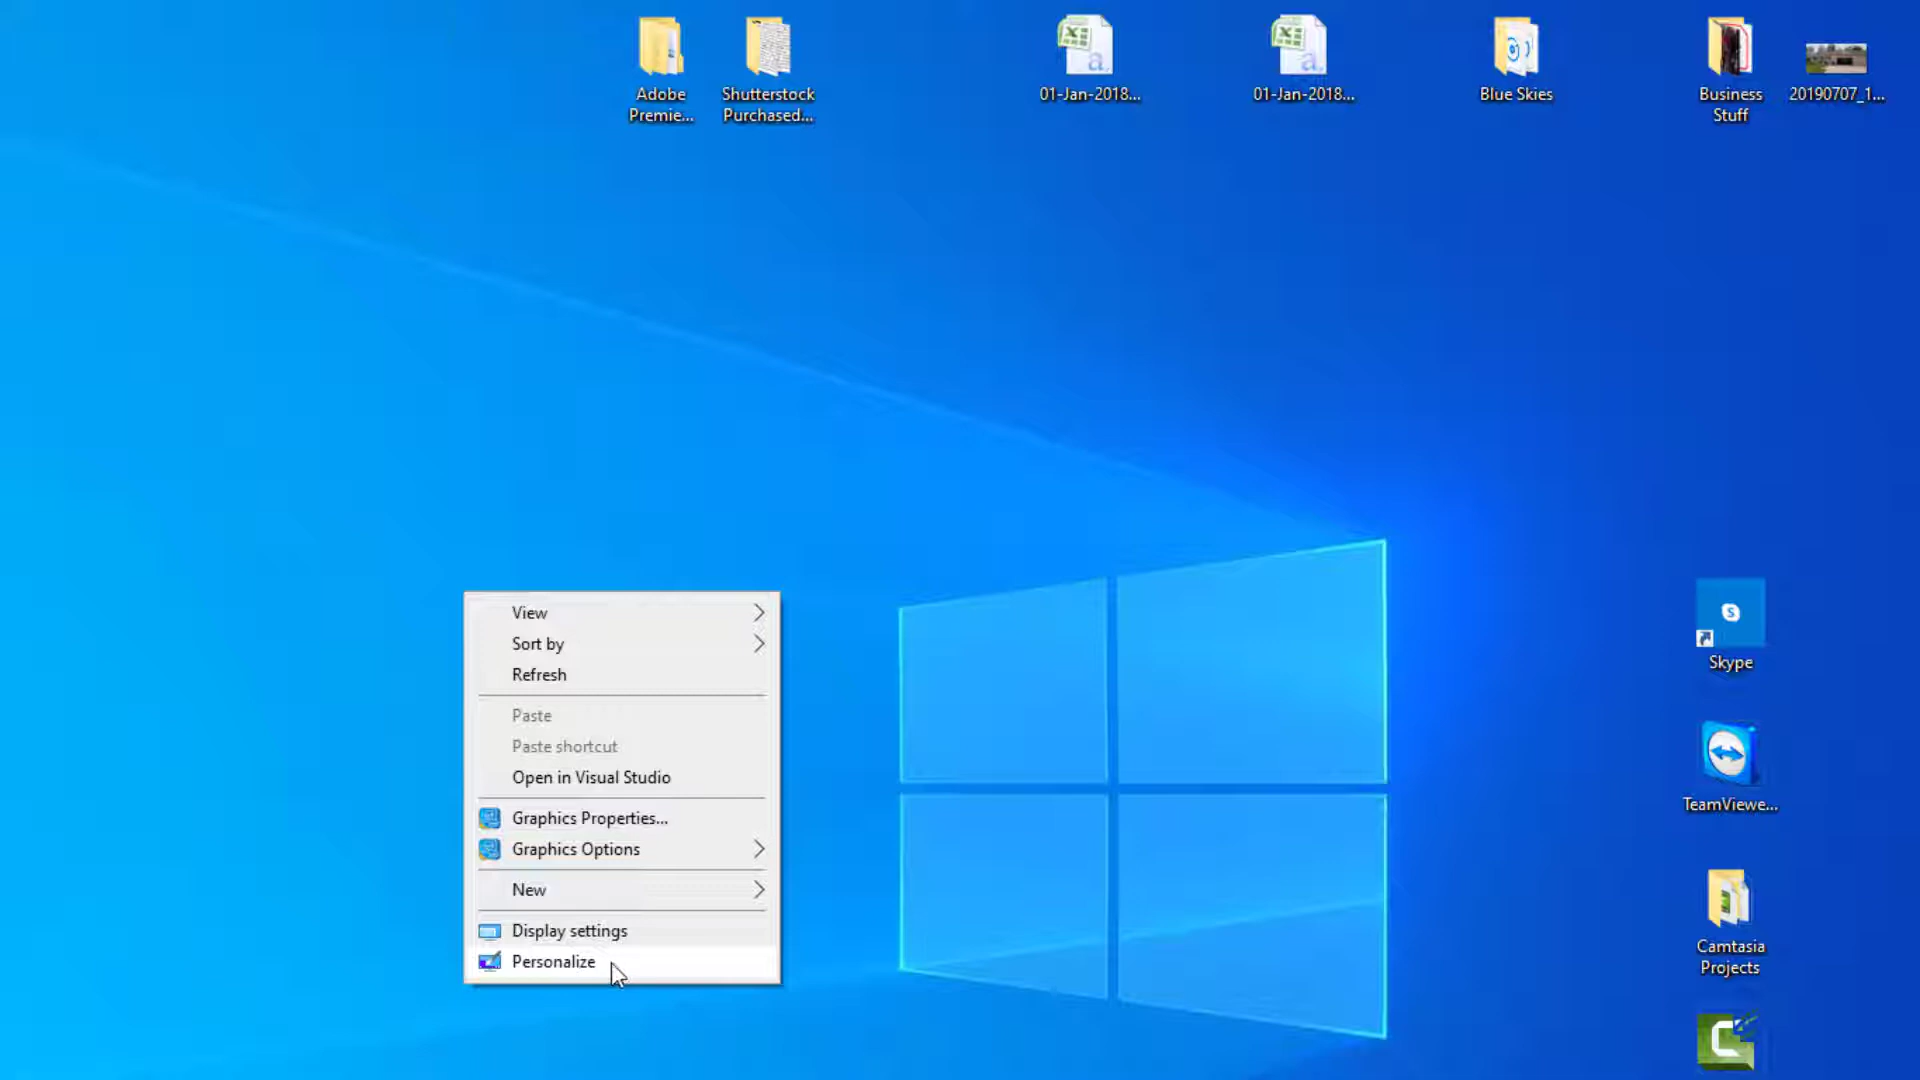 Adobe
Premie...
Shutterstock
Purchased...
01-Jan-2018...
01-Jan-2018...
Blue Skies
Business
Stuff
20190707_1...
View
Sort by
Refresh
Paste
Paste shortcut
Open in Visual Studio
Graphics Properties...
Graphics Options
New
Display settings
Personalize
Skype
TeamViewe...
Camtasia
Projects